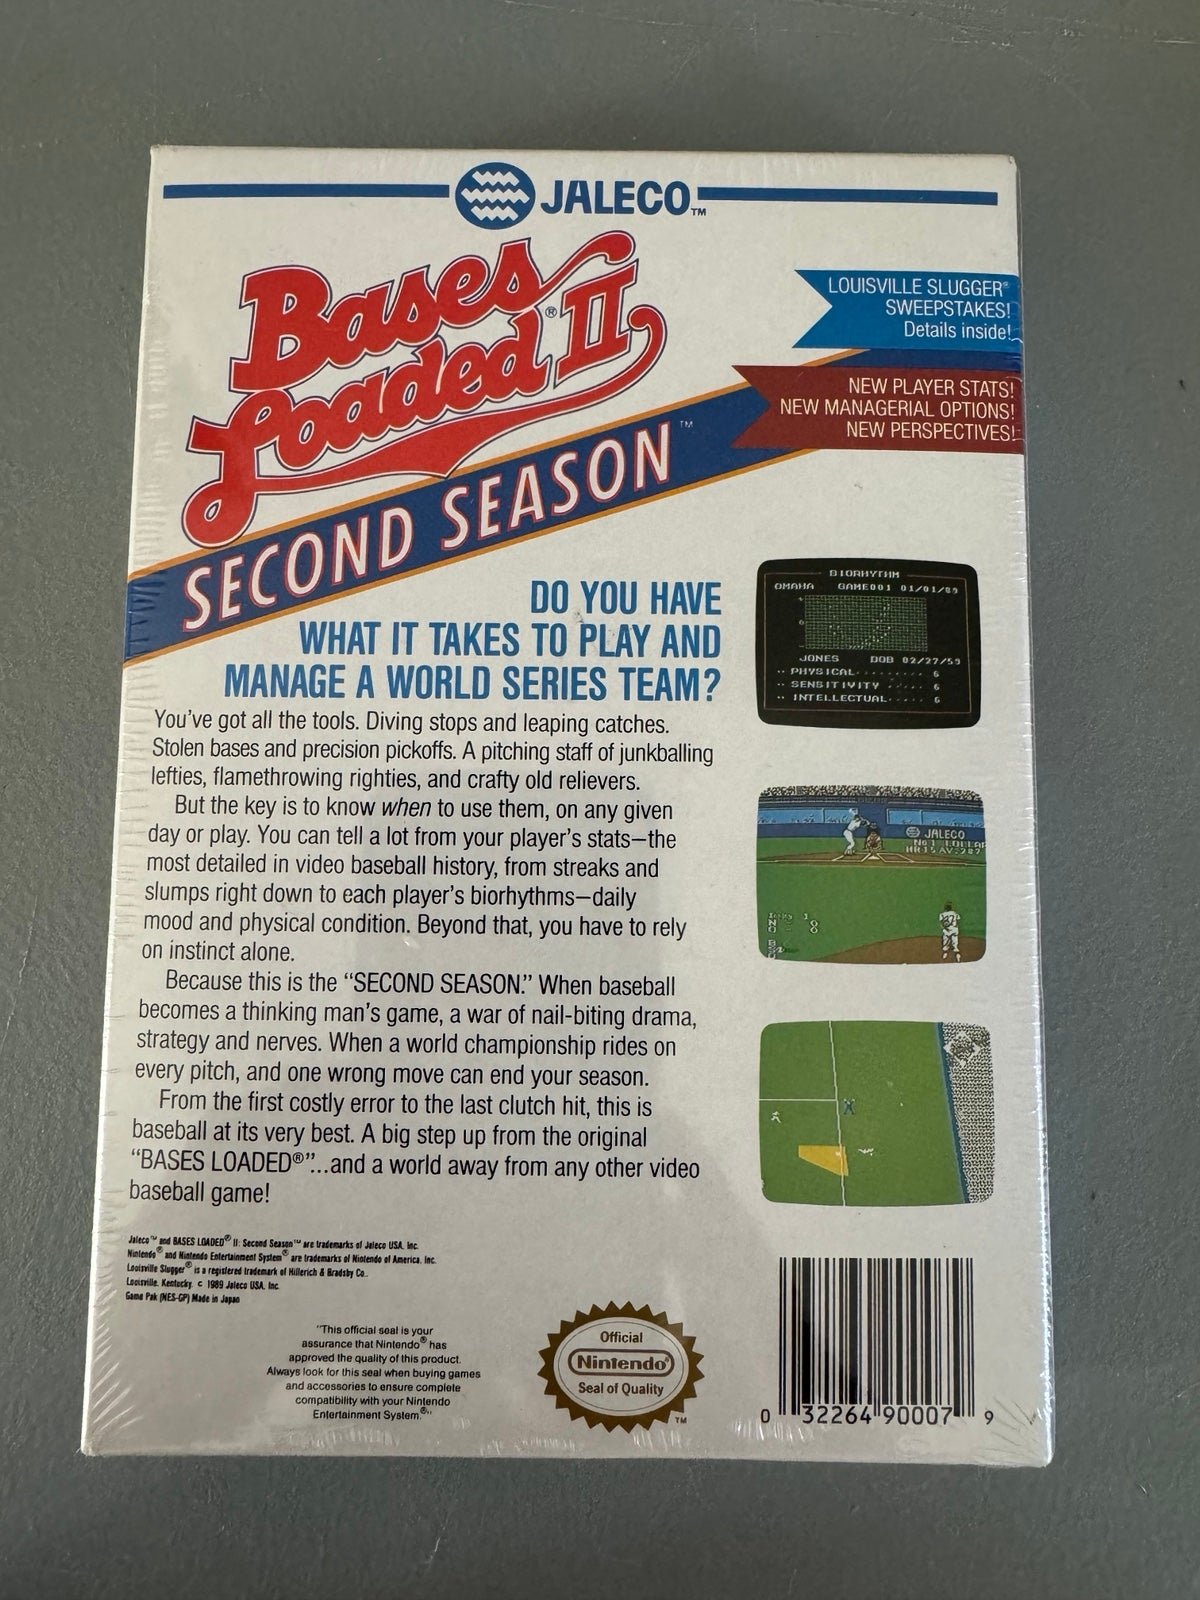 JALECO™
Bases
Loaded® II
SECOND SEASON™
LOUISVILLE SLUGGER®
SWEEPSTAKES!
Details inside!
NEW PLAYER STATS!
NEW MANAGERIAL OPTIONS!
NEW PERSPECTIVES!
DO YOU HAVE
WHAT IT TAKES TO PLAY AND
MANAGE A WORLD SERIES TEAM?
You've got all the tools. Diving stops and leaping catches.
Stolen bases and precision pickoffs. A pitching staff of junkballing
lefties, flamethrowing righties, and crafty old relievers.
But the key is to know when to use them, on any given
day or play. You can tell a lot from your player's stats—the
most detailed in video baseball history, from streaks and
slumps right down to each player's biorhythms—daily
mood and physical condition. Beyond that, you have to rely
on instinct alone.
Because this is the “SECOND SEASON.” When baseball
becomes a thinking man's game, a war of nail-biting drama,
strategy and nerves. When a world championship rides on
every pitch, and one wrong move can end your season.
From the first costly error to the last clutch hit, this is
baseball at its very best. A big step up from the original
“BASES LOADED®”...and a world away from any other video
baseball game!
BIORHYTHM
OMAHA GAME001 01/01/89
JONES DOB 02/27/59
PHYSICAL 6
SENSITIVITY 6
INTELLECTUAL 6
JALECO
Jaleco™ and BASES LOADED® II: Second Season™ are trademarks of Jaleco USA, Inc.
Nintendo® and Nintendo Entertainment System® are trademarks of Nintendo of America, Inc.
Louisville Slugger® is a registered trademark of Hillerich & Bradsby Co.,
Louisville, Kentucky. c 1989 Jaleco USA, Inc.
Game Pak (NES-GP) Made in Japan
"This official seal is your
assurance that Nintendo® has
approved the quality of this product.
Always look for this seal when buying games
and accessories to ensure complete
compatibility with your Nintendo
Entertainment System®."
Official
Nintendo®
Seal of Quality
™
0 32264 90007 9